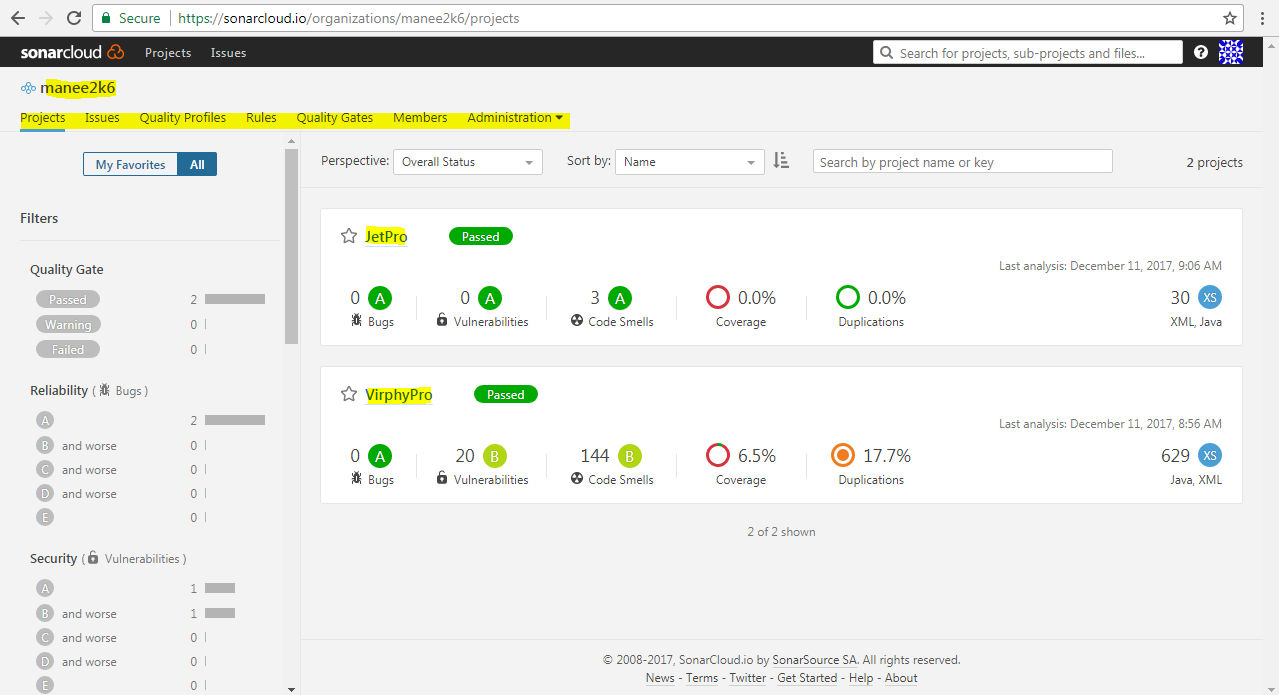 Secure https://sonarcloud.io/organizations/manee2k6/projects
sonarcloud Projects Issues Search for projects, sub-projects and files... ?
manee2k6
Projects Issues Quality Profiles Rules Quality Gates Members Administration
My Favorites All
Perspective: Overall Status Sort by: Name Search by project name or key 2 projects
Filters
Quality Gate
Passed 2
Warning 0
Failed 0
Reliability ( Bugs )
A 2
B and worse 0
C and worse 0
D and worse 0
E 0
Security ( Vulnerabilities )
A 1
B and worse 1
C and worse 0
D and worse 0
E 0
JetPro Passed
Last analysis: December 11, 2017, 9:06 AM
0 A 0 A 3 A 0.0% 0.0% 30 XS
Bugs Vulnerabilities Code Smells Coverage Duplications XML, Java
VirphyPro Passed
Last analysis: December 11, 2017, 8:56 AM
0 A 20 B 144 B 6.5% 17.7% 629 XS
Bugs Vulnerabilities Code Smells Coverage Duplications Java, XML
2 of 2 shown
© 2008-2017, SonarCloud.io by SonarSource SA. All rights reserved.
News - Terms - Twitter - Get Started - Help - About